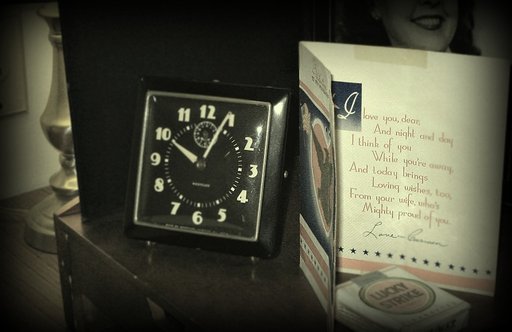 11 12 1
10 2
9 3
8 4
7 6 5
WESTCLOX
I love you, dear,
And night and day
I think of you
While you're away,
And today brings
Loving wishes, too,
From your wife, who's
Mighty proud of you.
Love
LUCKY
STRIKE